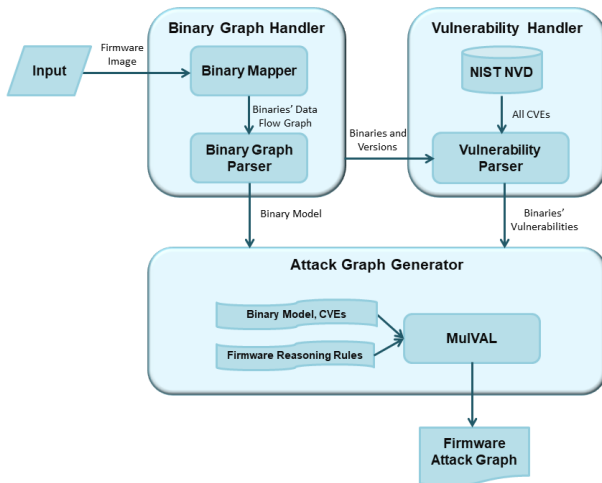 Binary Graph Handler
Vulnerability Handler
Input
Firmware
Image
Binary Mapper
NIST NVD
Binaries' Data
Flow Graph
All CVEs
Binary Graph
Parser
Binaries and
Versions
Vulnerability
Parser
Binary Model
Binaries'
Vulnerabilities
Attack Graph Generator
Binary Model, CVEs
Firmware Reasoning Rules
MulVAL
Firmware
Attack Graph